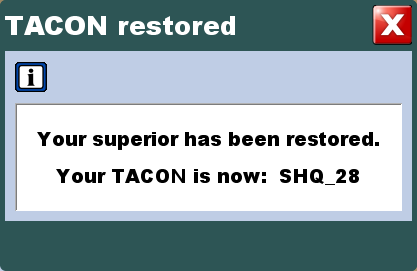 TACON restored
X
i
Your superior has been restored.
Your TACON is now: SHQ_28